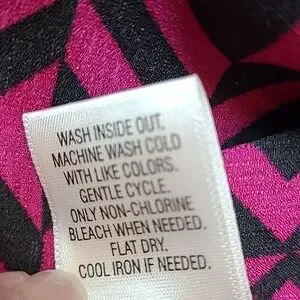 WASH INSIDE OUT.
MACHINE WASH COLD
WITH LIKE COLORS.
GENTLE CYCLE.
ONLY NON-CHLORINE
BLEACH WHEN NEEDED.
FLAT DRY.
COOL IRON IF NEEDED.